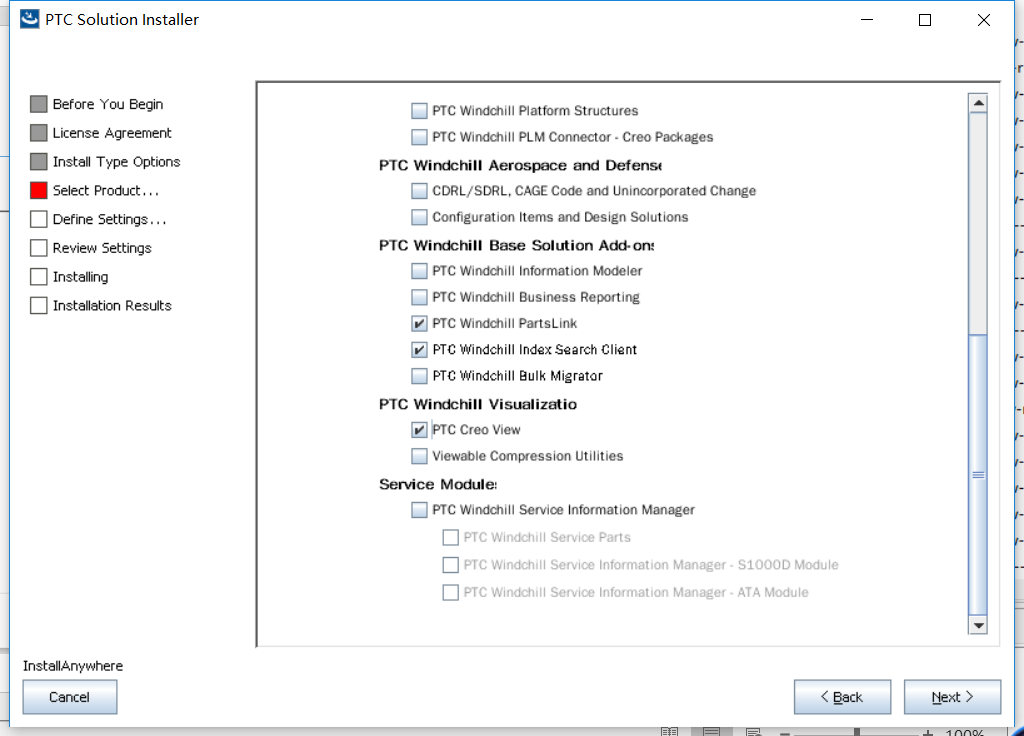 PTC Solution Installer
Before You Begin
License Agreement
Install Type Options
Select Product...
Define Settings...
Review Settings
Installing
Installation Results
PTC Windchill Platform Structures
PTC Windchill PLM Connector - Creo Packages
PTC Windchill Aerospace and Defense
CDRL/SDRL, CAGE Code and Unincorporated Change
Configuration Items and Design Solutions
PTC Windchill Base Solution Add-ons
PTC Windchill Information Modeler
PTC Windchill Business Reporting
PTC Windchill PartsLink
PTC Windchill Index Search Client
PTC Windchill Bulk Migrator
PTC Windchill Visualizatio
PTC Creo View
Viewable Compression Utilities
Service Modules
PTC Windchill Service Information Manager
PTC Windchill Service Parts
PTC Windchill Service Information Manager - S1000D Module
PTC Windchill Service Information Manager - ATA Module
InstallAnywhere
Cancel
< Back
Next >
100%